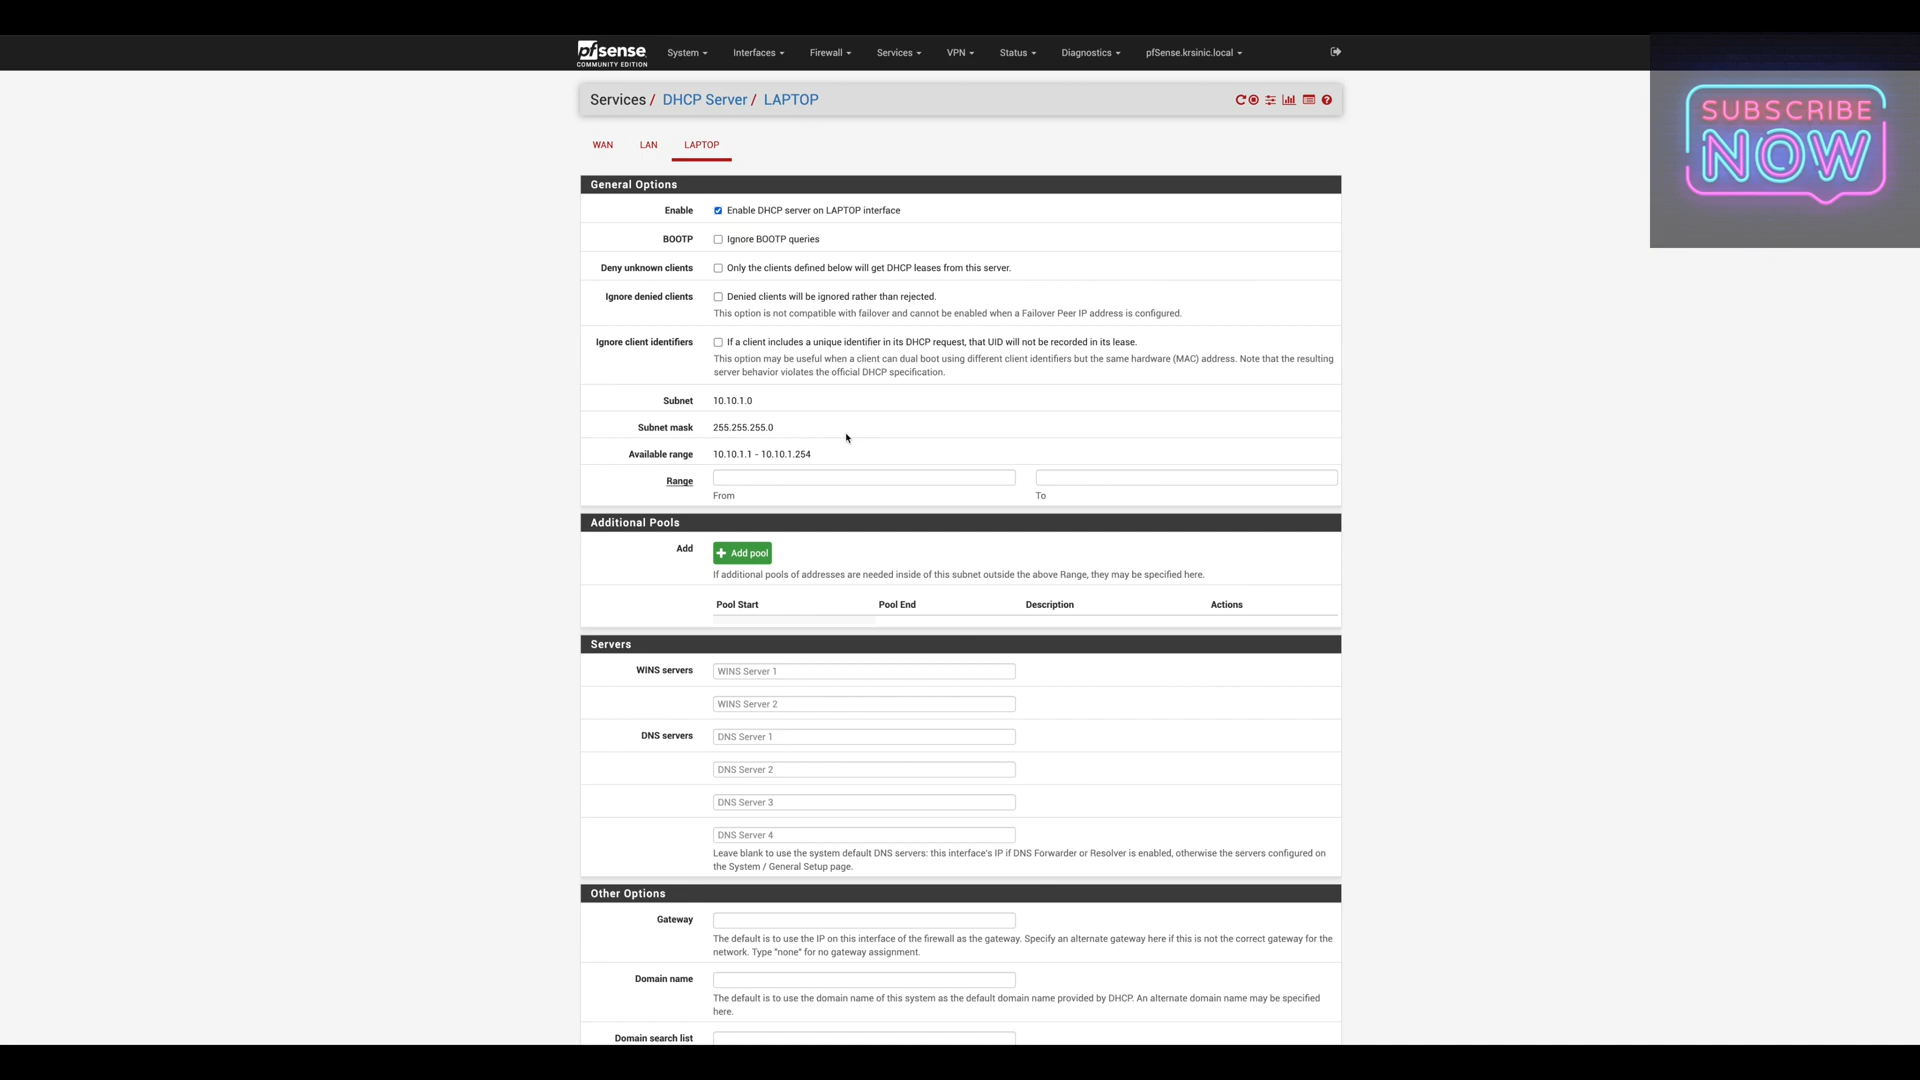 pfsense
COMMUNITY EDITION
System
Interfaces
Firewall
Services
VPN
Status
Diagnostics
pfSense.krsinic.local
SUBSCRIBE
NOW
Services / DHCP Server / LAPTOP
WAN
LAN
LAPTOP
General Options
Enable
Enable DHCP server on LAPTOP interface
BOOTP
Ignore BOOTP queries
Deny unknown clients
Only the clients defined below will get DHCP leases from this server.
Ignore denied clients
Denied clients will be ignored rather than rejected.
This option is not compatible with failover and cannot be enabled when a Failover Peer IP address is configured.
Ignore client identifiers
If a client includes a unique identifier in its DHCP request, that UID will not be recorded in its lease.
This option may be useful when a client can dual boot using different client identifiers but the same hardware (MAC) address. Note that the resulting
server behavior violates the official DHCP specification.
Subnet
10.10.1.0
Subnet mask
255.255.255.0
Available range
10.10.1.1 - 10.10.1.254
Range
From
To
Additional Pools
Add
Add pool
If additional pools of addresses are needed inside of this subnet outside the above Range, they may be specified here.
Pool Start
Pool End
Description
Actions
Servers
WINS servers
WINS Server 1
WINS Server 2
DNS servers
DNS Server 1
DNS Server 2
DNS Server 3
DNS Server 4
Leave blank to use the system default DNS servers: this interface's IP if DNS Forwarder or Resolver is enabled, otherwise the servers configured on
the System / General Setup page.
Other Options
Gateway
The default is to use the IP on this interface of the firewall as the gateway. Specify an alternate gateway here if this is not the correct gateway for the
network. Type "none" for no gateway assignment.
Domain name
The default is to use the domain name of this system as the default domain name provided by DHCP. An alternate domain name may be specified
here.
Domain search list